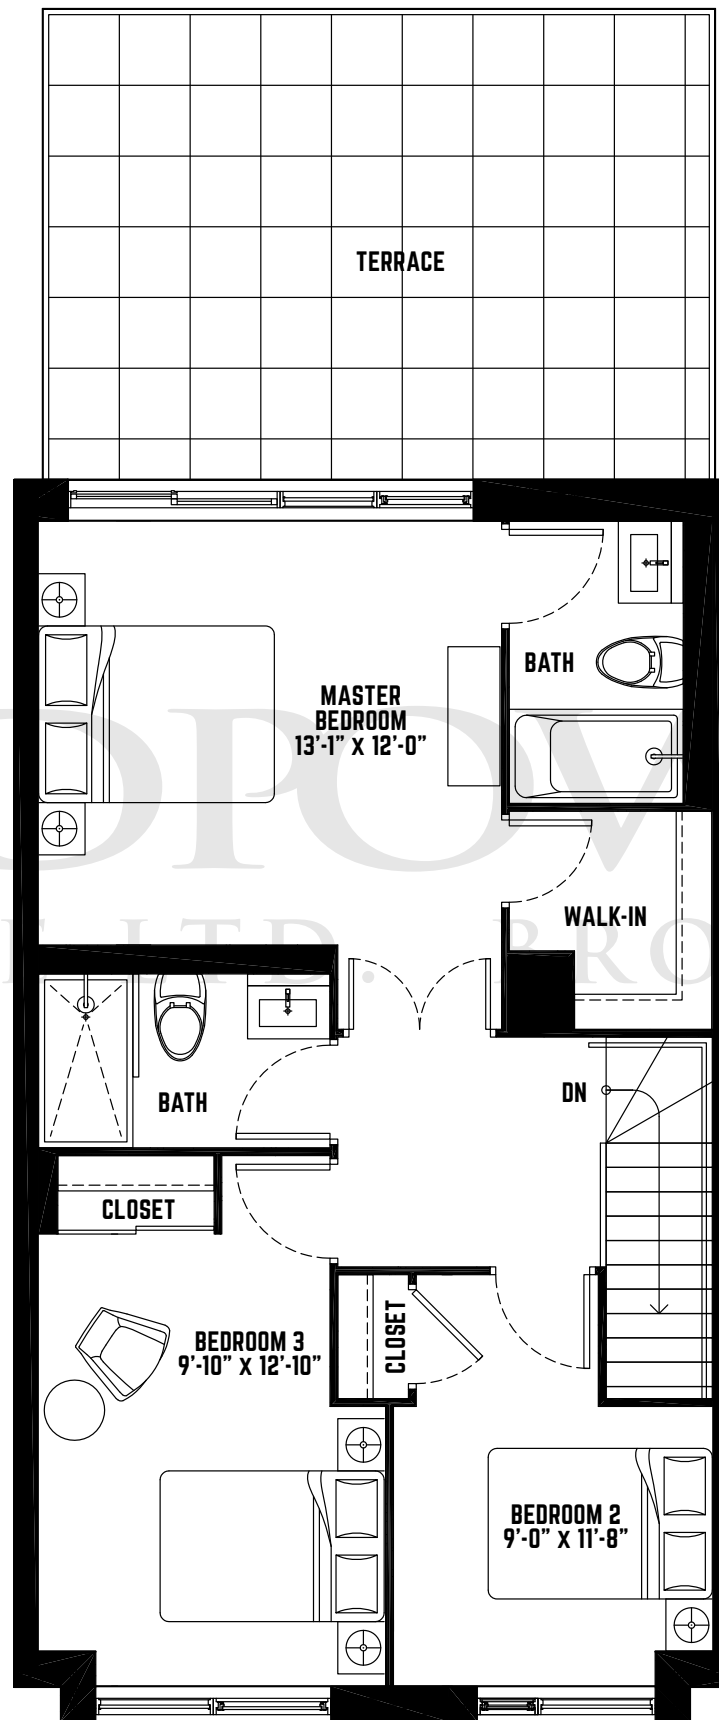 TERRACE
BATH
MASTER
BEDROOM
13'-1" X 12'-0"
WALK-IN
BATH
DN
CLOSET
CLOSET
BEDROOM 3
9'-10" X 12'-10"
BEDROOM 2
9'-0" X 11'-8"
LTD.